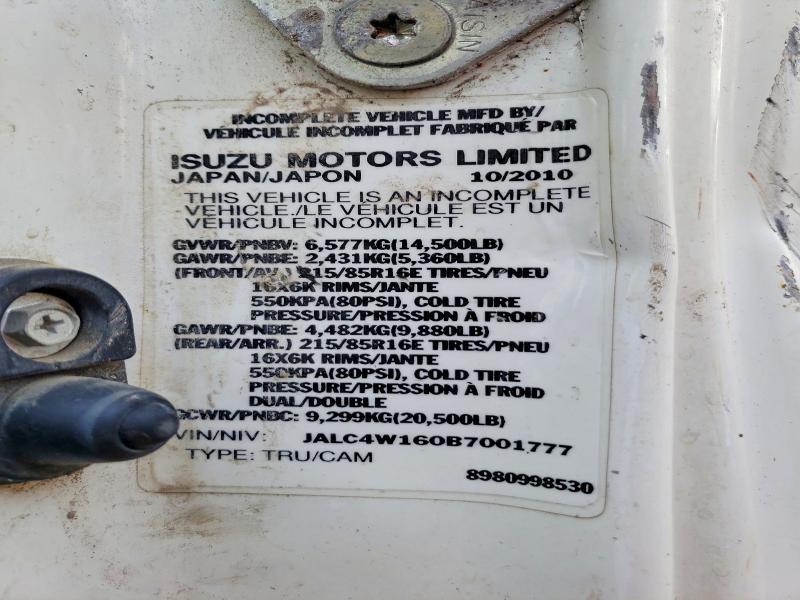 AISIN
INCOMPLETE VEHICLE MFD BY/
VÉHICULE INCOMPLET FABRIQUÉ PAR
ISUZU MOTORS LIMITED
JAPAN/JAPON 10/2010
THIS VEHICLE IS AN INCOMPLETE
VEHICLE./LE VÉHICULE EST UN
VÉHICULE INCOMPLET.
GVWR/PNBV: 6,577KG(14,500LB)
GAWR/PNBE: 2,431KG(5,360LB)
(FRONT/AV.) 215/85R16E TIRES/PNEU
16X6K RIMS/JANTE
550KPA(80PSI), COLD TIRE
PRESSURE/PRESSION À FROID
GAWR/PNBE: 4,482KG(9,880LB)
(REAR/ARR.) 215/85R16E TIRES/PNEU
16X6K RIMS/JANTE
550KPA(80PSI), COLD TIRE
PRESSURE/PRESSION À FROID
DUAL/DOUBLE
GCWR/PNBC: 9,299KG(20,500LB)
VIN/NIV: JALC4W160B7001777
TYPE: TRU/CAM
8980998530